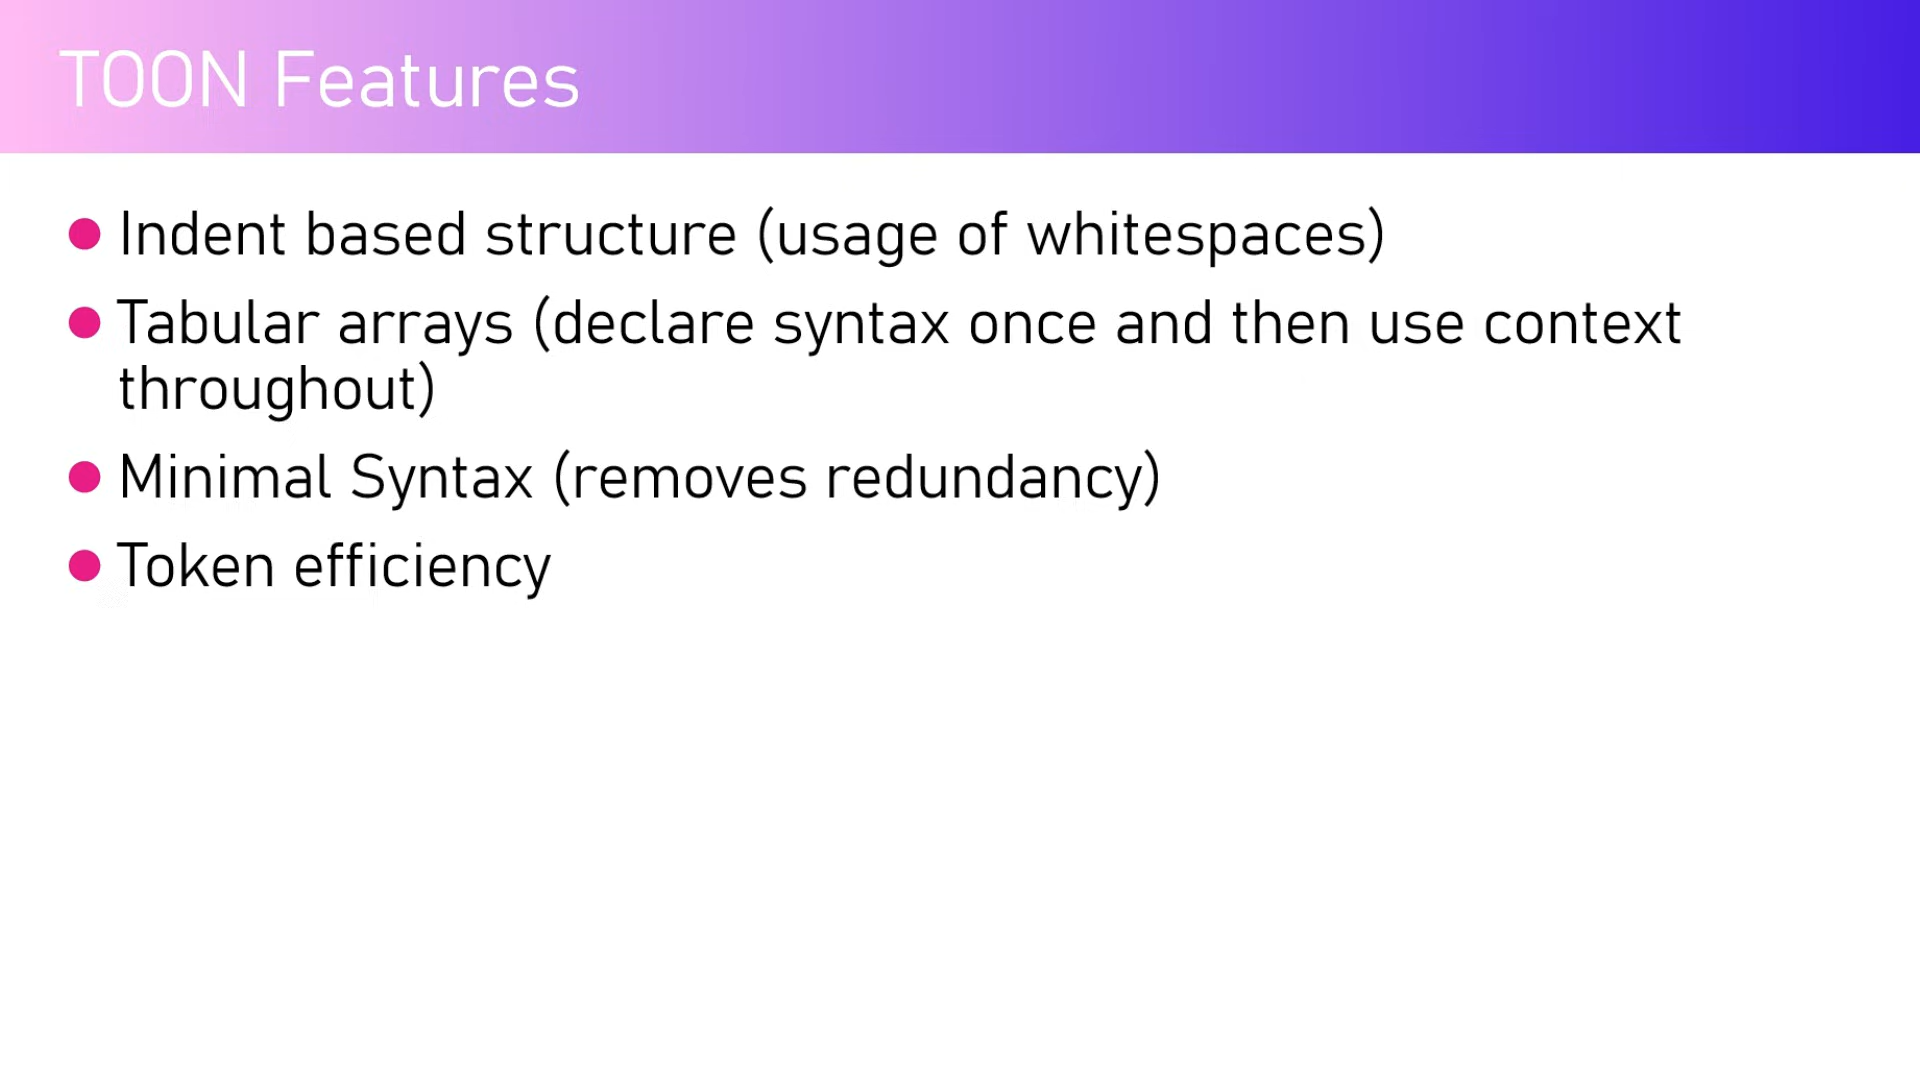 TOON Features
Indent based structure (usage of whitespaces)
Tabular arrays (declare syntax once and then use context
throughout)
Minimal Syntax (removes redundancy)
Token efficiency